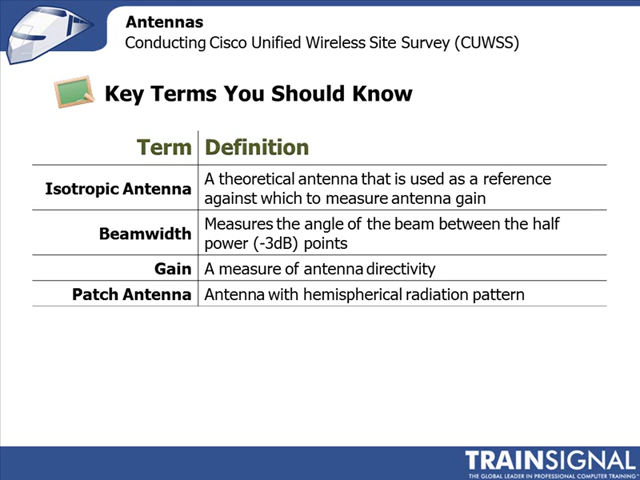 Antennas
Conducting Cisco Unified Wireless Site Survey (CUWSS)
Key Terms You Should Know
Term Definition
Isotropic Antenna A theoretical antenna that is used as a reference
against which to measure antenna gain
Beamwidth Measures the angle of the beam between the half
power (-3dB) points
Gain A measure of antenna directivity
Patch Antenna Antenna with hemispherical radiation pattern
TRAINSIGNAL
THE GLOBAL LEADER IN PROFESSIONAL COMPUTER TRAINING